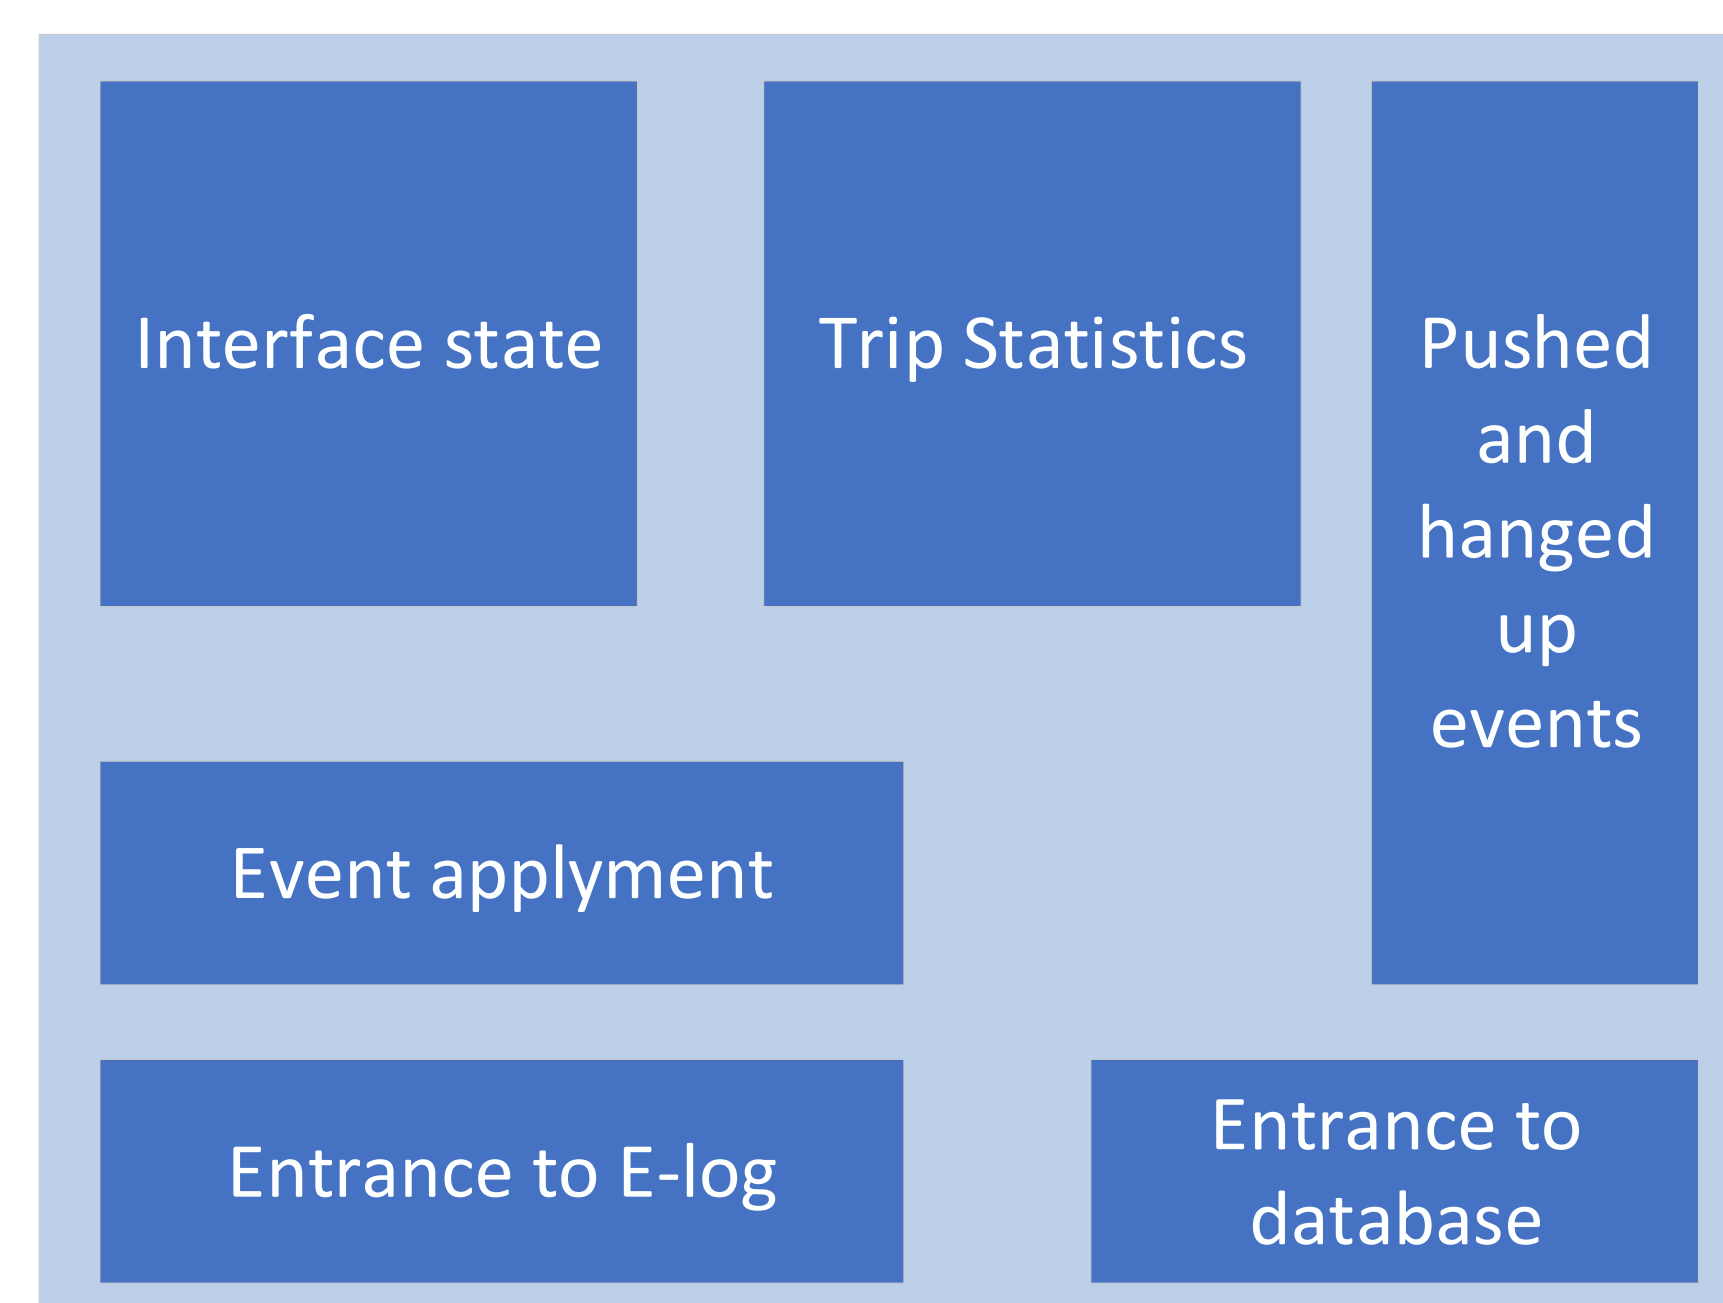 Interface state
Trip Statistics
Pushed
and
hanged
up
events
Event applyment
Entrance to E-log
Entrance to
database